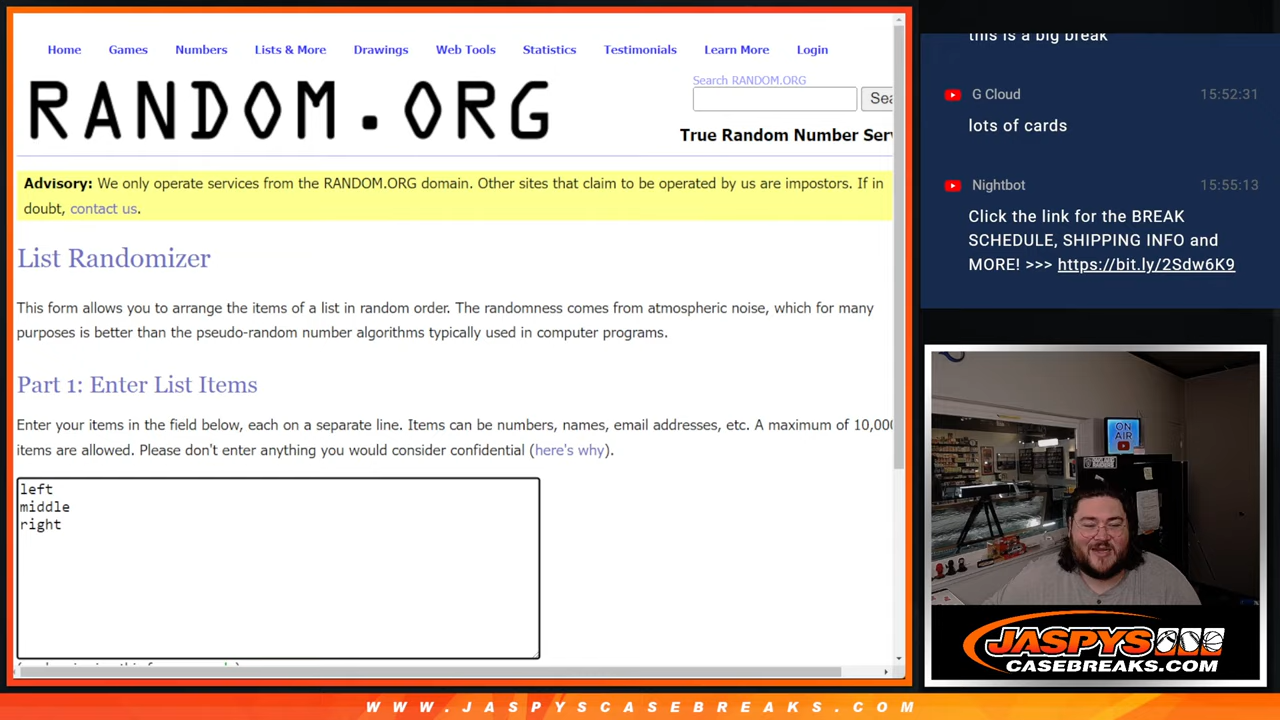 Home Games Numbers Lists & More Drawings Web Tools Statistics Testimonials Learn More Login
RANDOM.ORG
Search RANDOM.ORG
Sea
True Random Number Ser
Advisory: We only operate services from the RANDOM.ORG domain. Other sites that claim to be operated by us are impostors. If in
doubt, contact us.
List Randomizer
This form allows you to arrange the items of a list in random order. The randomness comes from atmospheric noise, which for many
purposes is better than the pseudo-random number algorithms typically used in computer programs.
Part 1: Enter List Items
Enter your items in the field below, each on a separate line. Items can be numbers, names, email addresses, etc. A maximum of 10,000
items are allowed. Please don't enter anything you would consider confidential (here's why).
left
middle
right
this is a big break
G Cloud 15:52:31
lots of cards
Nightbot 15:55:13
Click the link for the BREAK
SCHEDULE, SHIPPING INFO and
MORE! >>> https://bit.ly/2Sdw6K9
ON
AIR
JASPYS
CASEBREAKS.COM
WWW.JASPYSCASEBREAKS.COM